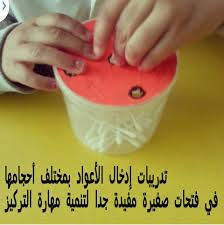 تدريبات إدخال الأعواد بمختلف أحجامها
في فتحات صغيرة مفيدة جدا لتنمية مهارة التركيز